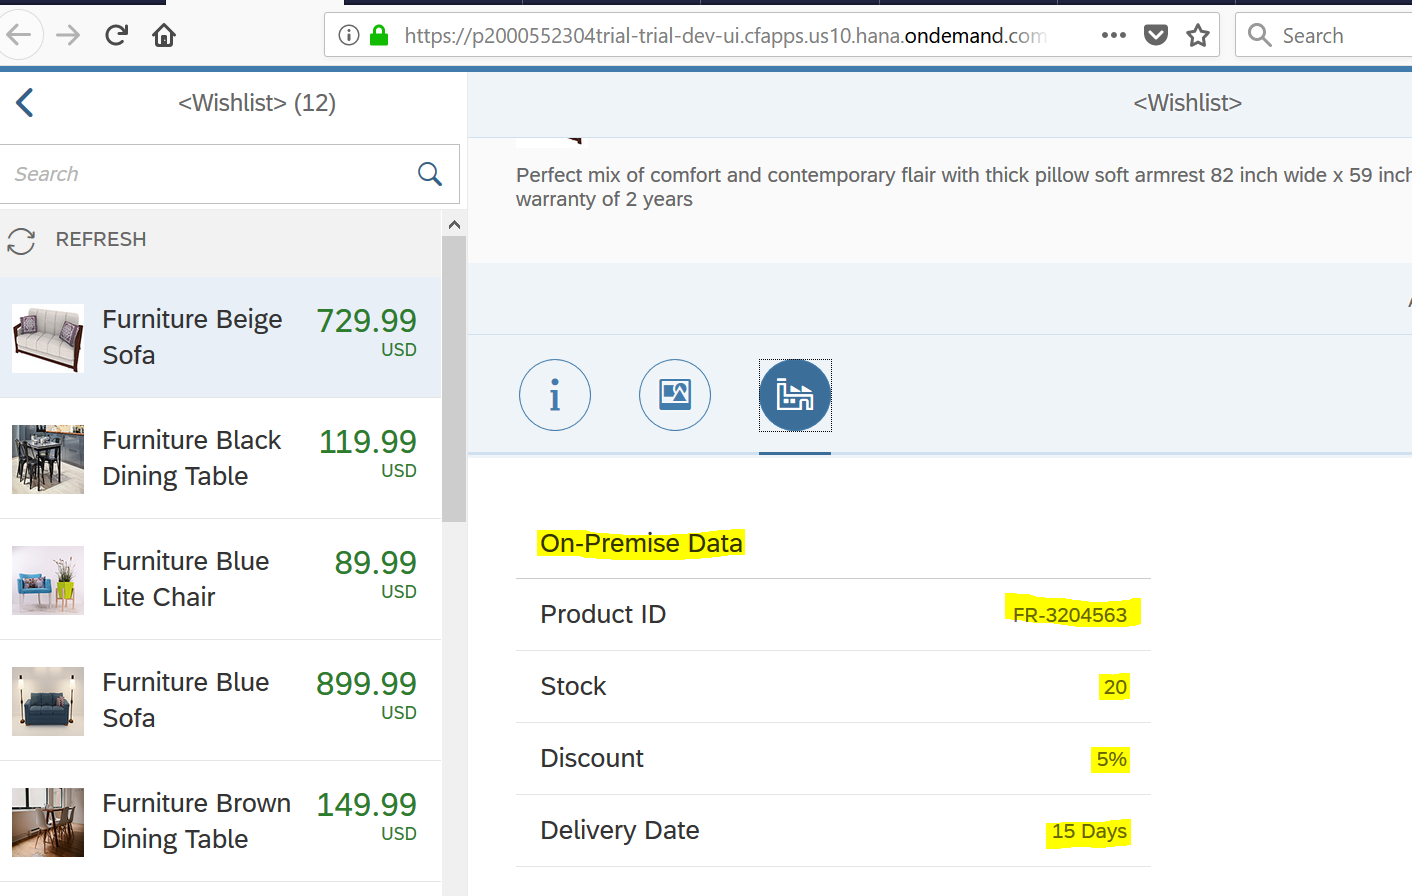 https://p2000552304trial-trial-dev-ui.cfapps.us10.hana.ondemand.com
Search
<Wishlist> (12)
<Wishlist>
Search
REFRESH
Perfect mix of comfort and contemporary flair with thick pillow soft armrest 82 inch wide x 59 inch
warranty of 2 years
Furniture Beige
Sofa
729.99
USD
Furniture Black
Dining Table
119.99
USD
Furniture Blue
Lite Chair
89.99
USD
Furniture Blue
Sofa
899.99
USD
Furniture Brown
Dining Table
149.99
USD
On-Premise Data
Product ID
FR-3204563
Stock
20
Discount
5%
Delivery Date
15 Days